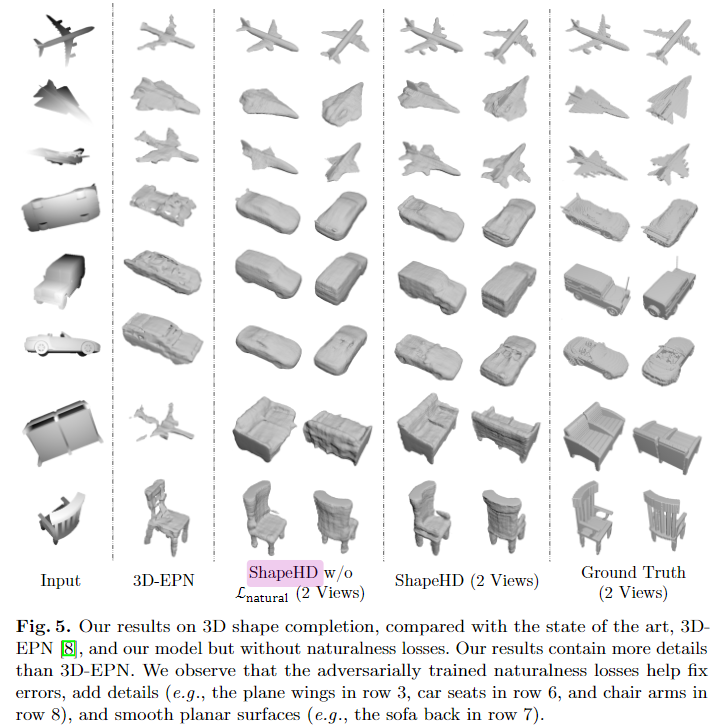 Input
3D-EPN
ShapeHD w/o
ℒnatural (2 Views)
ShapeHD (2 Views)
Ground Truth
(2 Views)
Fig. 5. Our results on 3D shape completion, compared with the state of the art, 3D-
EPN [8], and our model but without naturalness losses. Our results contain more details
than 3D-EPN. We observe that the adversarially trained naturalness losses help fix
errors, add details (e.g., the plane wings in row 3, car seats in row 6, and chair arms in
row 8), and smooth planar surfaces (e.g., the sofa back in row 7).